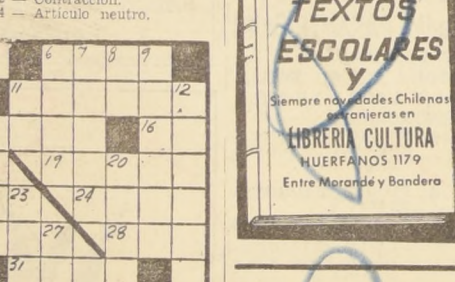 — Contracción.
4 — Artículo neutro.
6 7 8 9
11 12
16
19 20
23 24
27 28
31
TEXTOS
ESCOLARES
Y
Siempre novedades Chilenas
extranjeras en
LIBRERIA CULTURA
HUERFANOS 1179
Entre Morandé y Bandera